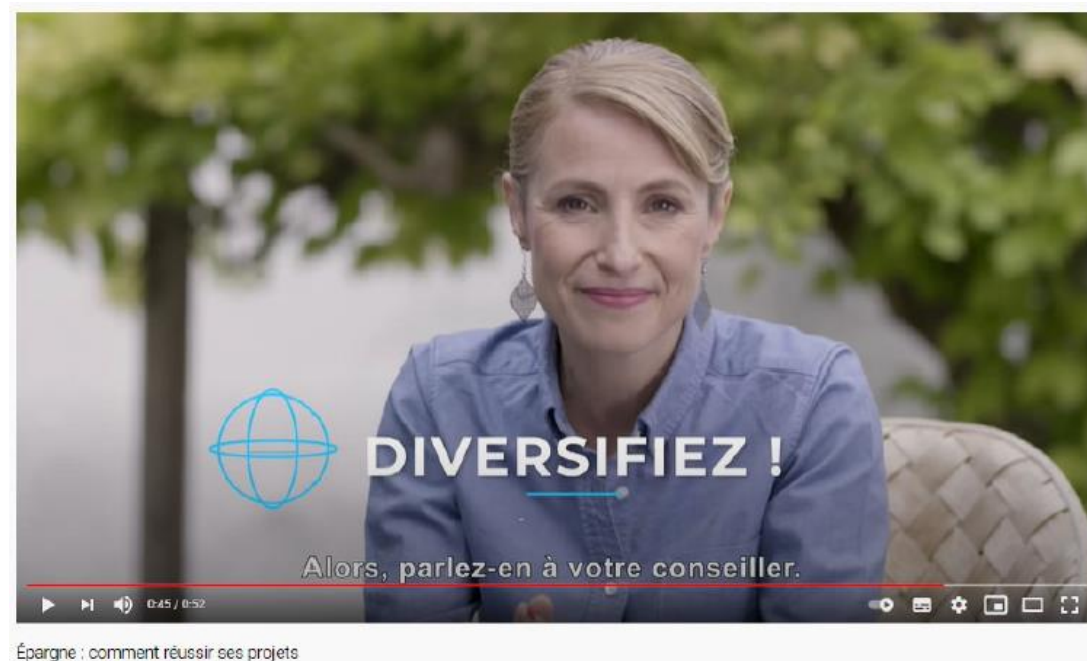 DIVERSIFIEZ !
Alors, parlez-en à votre conseiller.
0:45 / 0:52
Épargne : comment réussir ses projets